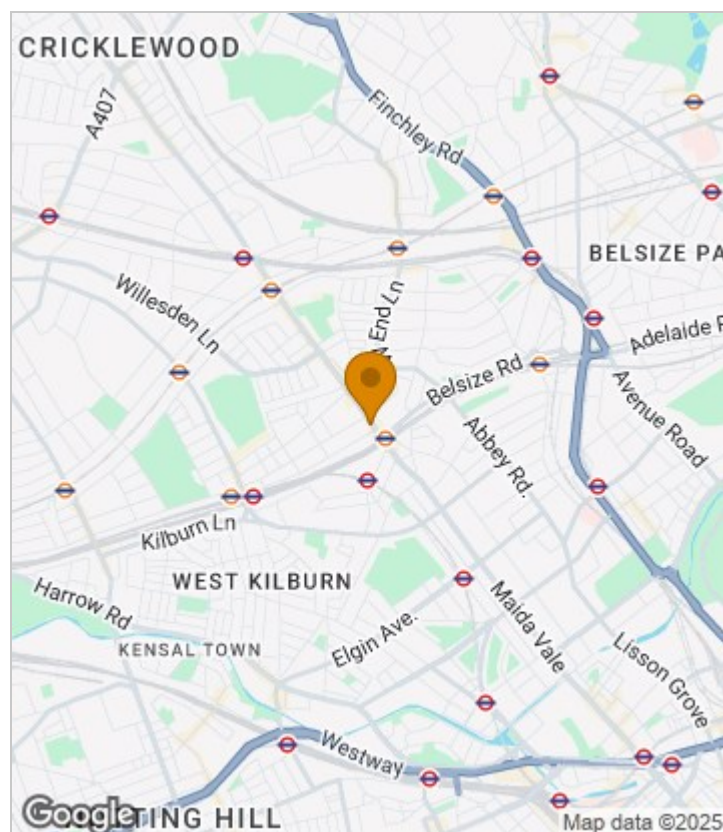 CRICKLEWOOD
A407
Finchley Rd
BELSIZE PA
Willesden Ln
End Ln
Adelaide R
Belsize Rd
Avenue Road
Abbey Rd.
Kilburn Ln
WEST KILBURN
Harrow Rd
Maida Vale
Elgin Ave.
KENSAL TOWN
Lisson Grove
Westway
Google
TING HILL
Map data ©2025